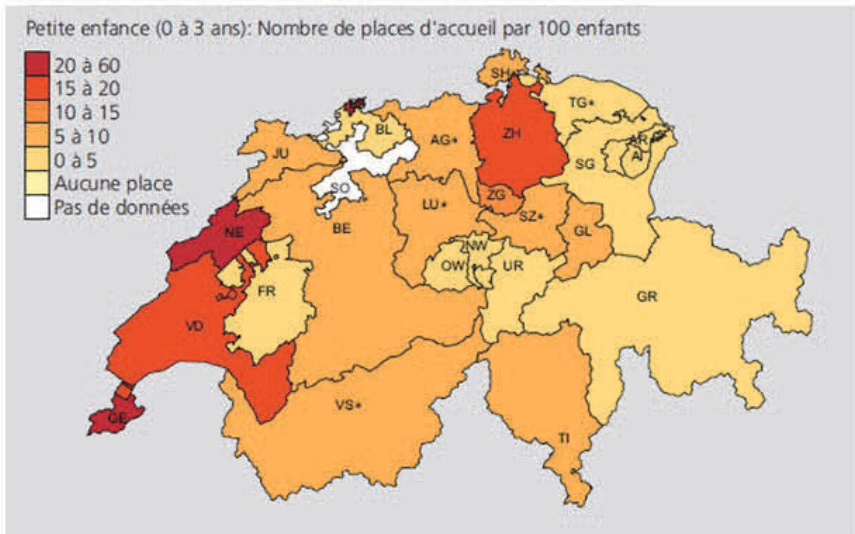 Petite enfance (0 à 3 ans): Nombre de places d'accueil par 100 enfants
20 à 60
15 à 20
10 à 15
5 à 10
0 à 5
Aucune place
Pas de données
SH
TG*
BL
AG*
ZH
AR
AI
SG
JU
SO
ZG
LU*
SZ*
NE
BE
GL
NW
OW
UR
FR
GR
VD
VS*
GE
TI